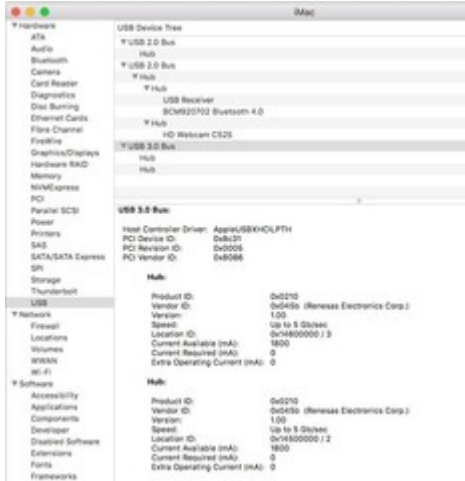 iMac
Hardware
ATA
Audio
Bluetooth
Camera
Card Reader
Diagnostics
Disc Burning
Ethernet Cards
Fibre Channel
FireWire
Graphics/Displays
Hardware RAID
Memory
NVMExpress
PCI
Parallel SCSI
Power
Printers
SAS
SATA/SATA Express
SPI
Storage
Thunderbolt
USB
Network
Firewall
Locations
Volumes
WWAN
Wi-Fi
Software
Accessibility
Applications
Components
Developer
Disabled Software
Extensions
Fonts
Frameworks
USB Device Tree
USB 2.0 Bus
Hub
USB 2.0 Bus
Hub
Hub
USB Receiver
BCM920702 Bluetooth 4.0
Hub
HD Webcam C525
USB 3.0 Bus
Hub
Hub
USB 3.0 Bus:
Host Controller Driver: AppleUSBXHCILPTH
PCI Device ID: 0x8c31
PCI Revision ID: 0x0005
PCI Vendor ID: 0x8086
Hub:
Product ID: 0x0210
Vendor ID: 0x045b (Renesas Electronics Corp.)
Version: 1.00
Speed: Up to 5 Gb/sec
Location ID: 0x14600000 / 3
Current Available (mA): 1800
Current Required (mA): 0
Extra Operating Current (mA): 0
Hub:
Product ID: 0x0210
Vendor ID: 0x045b (Renesas Electronics Corp.)
Version: 1.00
Speed: Up to 5 Gb/sec
Location ID: 0x14500000 / 2
Current Available (mA): 1800
Current Required (mA): 0
Extra Operating Current (mA): 0